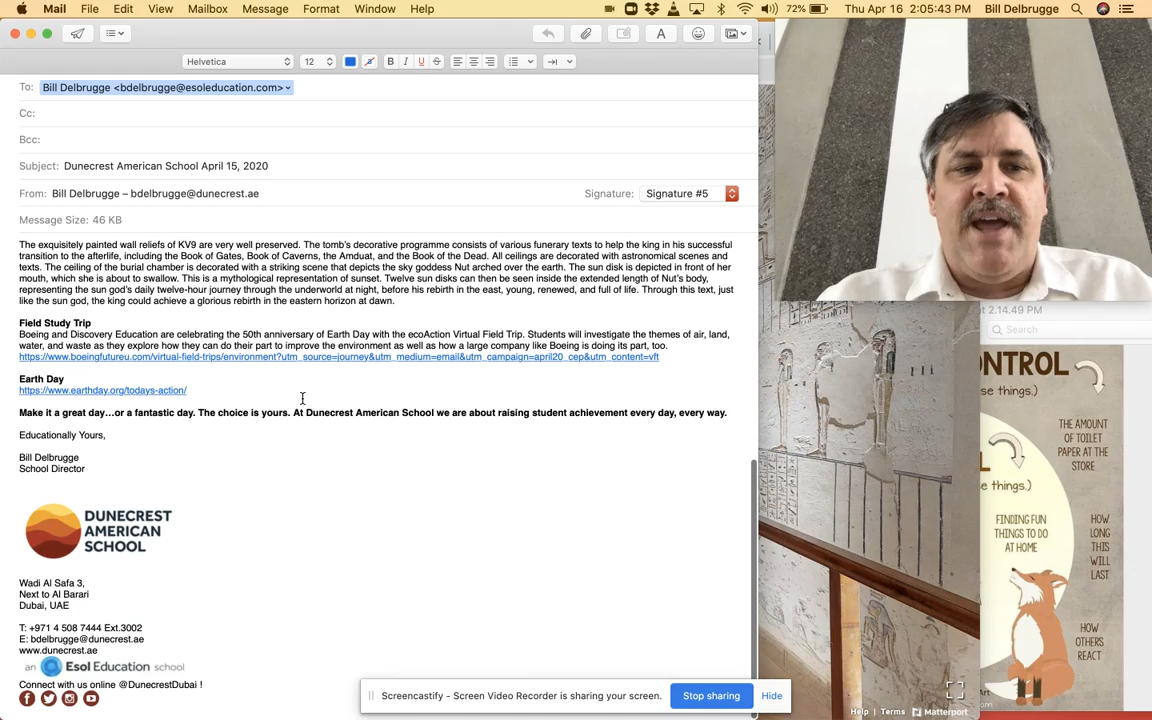 Mail File Edit View Mailbox Message Format Window Help 72% Thu Apr 16 2:05:43 PM Bill Delbrugge
Helvetica 12 B I U S
To: Bill Delbrugge <bdelbrugge@esoleducation.com>
Cc:
Bcc:
Subject: Dunecrest American School April 15, 2020
From: Bill Delbrugge – bdelbrugge@dunecrest.ae Signature: Signature #5
Message Size: 46 KB
The exquisitely painted wall reliefs of KV9 are very well preserved. The tomb's decorative programme consists of various funerary texts to help the king in his successful
transition to the afterlife, including the Book of Gates, Book of Caverns, the Amduat, and the Book of the Dead. All ceilings are decorated with astronomical scenes and
texts. The ceiling of the burial chamber is decorated with a striking scene that depicts the sky goddess Nut arched over the earth. The sun disk is depicted in front of her
mouth, which she is about to swallow. This is a mythological representation of sunset. Twelve sun disks can then be seen inside the extended length of Nut's body,
representing the sun god's daily twelve-hour journey through the underworld at night, before his rebirth in the east, young, renewed, and full of life. Through this text, just
like the sun god, the king could achieve a glorious rebirth in the eastern horizon at dawn.
Field Study Trip
Boeing and Discovery Education are celebrating the 50th anniversary of Earth Day with the ecoAction Virtual Field Trip. Students will investigate the themes of air, land,
water, and waste as they explore how they can do their part to improve the environment as well as how a large company like Boeing is doing its part, too.
https://www.boeingfutureu.com/virtual-field-trips/environment?utm_source=journey&utm_medium=email&utm_campaign=april20_cep&utm_content=vft
Earth Day
https://www.earthday.org/todays-action/
Make it a great day…or a fantastic day. The choice is yours. At Dunecrest American School we are about raising student achievement every day, every way.
Educationally Yours,
Bill Delbrugge
School Director
DUNECREST
AMERICAN
SCHOOL
Wadi Al Safa 3,
Next to Al Barari
Dubai, UAE
T: +971 4 508 7444 Ext.3002
E: bdelbrugge@dunecrest.ae
www.dunecrest.ae
an Esol Education school
Connect with us online @DunecrestDubai !
Screencastify - Screen Video Recorder is sharing your screen. Stop sharing Hide
Help | Terms Matterport
at 2.14.49 PM
Search
THE AMOUNT
OF TOILET
PAPER AT THE
STORE
FINDING FUN
THINGS TO DO
AT HOME
HOW
LONG
THIS
WILL
LAST
HOW
OTHERS
REACT